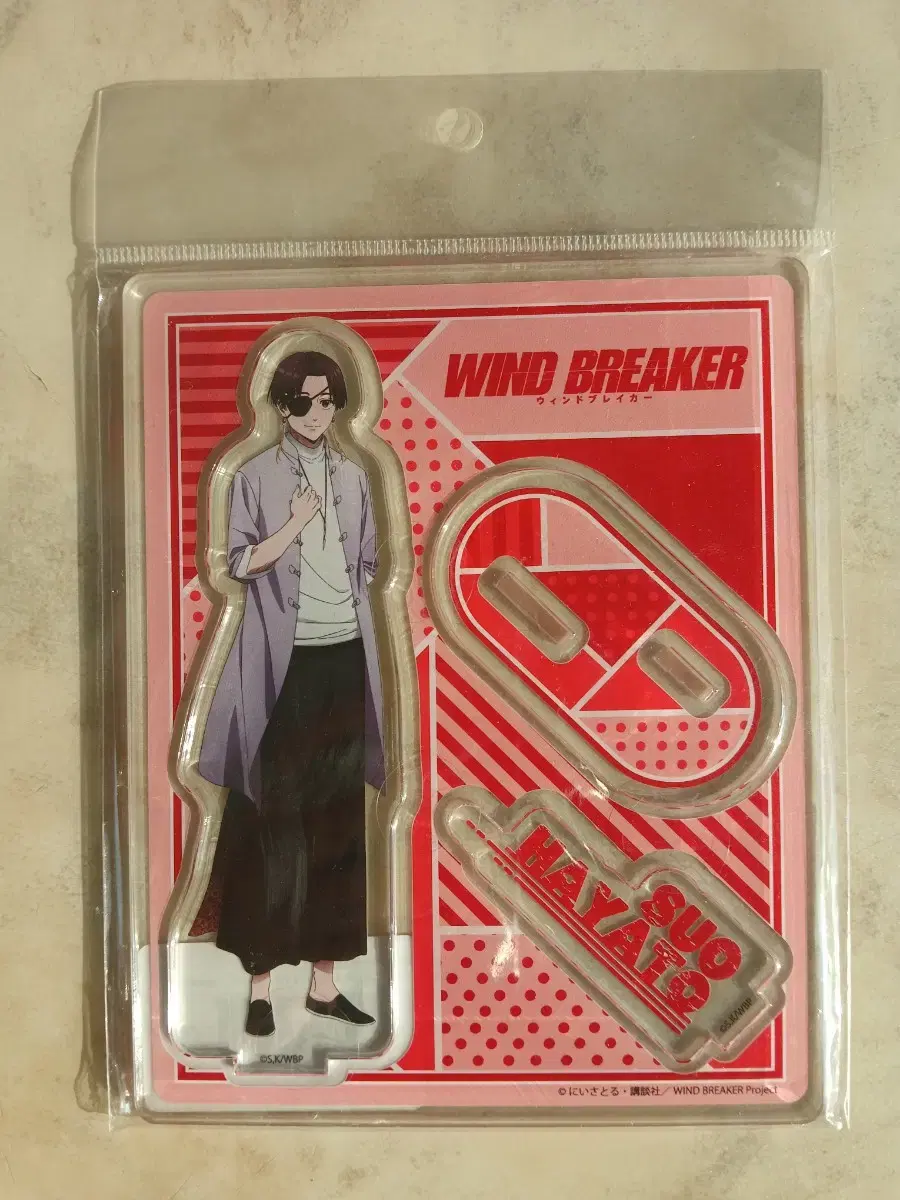 WIND BREAKER
ウィンドブレイカー
SUO
HAYATO
©S,K/WBP
©S,K/WBP
© にいさとる・講談社／ WIND BREAKER Project